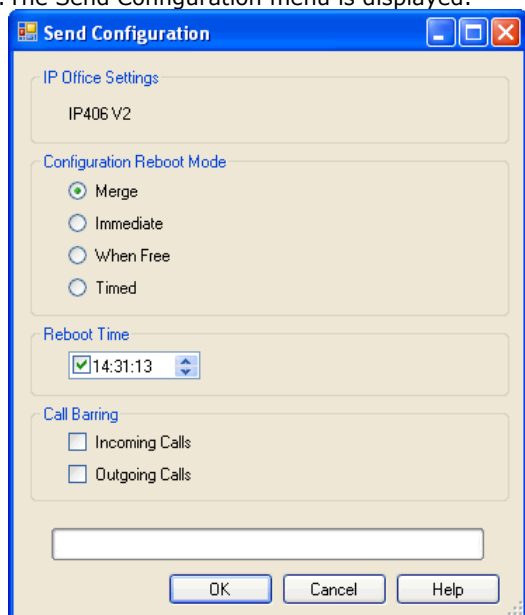 . The Send Configuration menu is displayed.
Send Configuration
IP Office Settings
IP406 V2
Configuration Reboot Mode
Merge
Immediate
When Free
Timed
Reboot Time
14:31:13
Call Barring
Incoming Calls
Outgoing Calls
OK Cancel Help